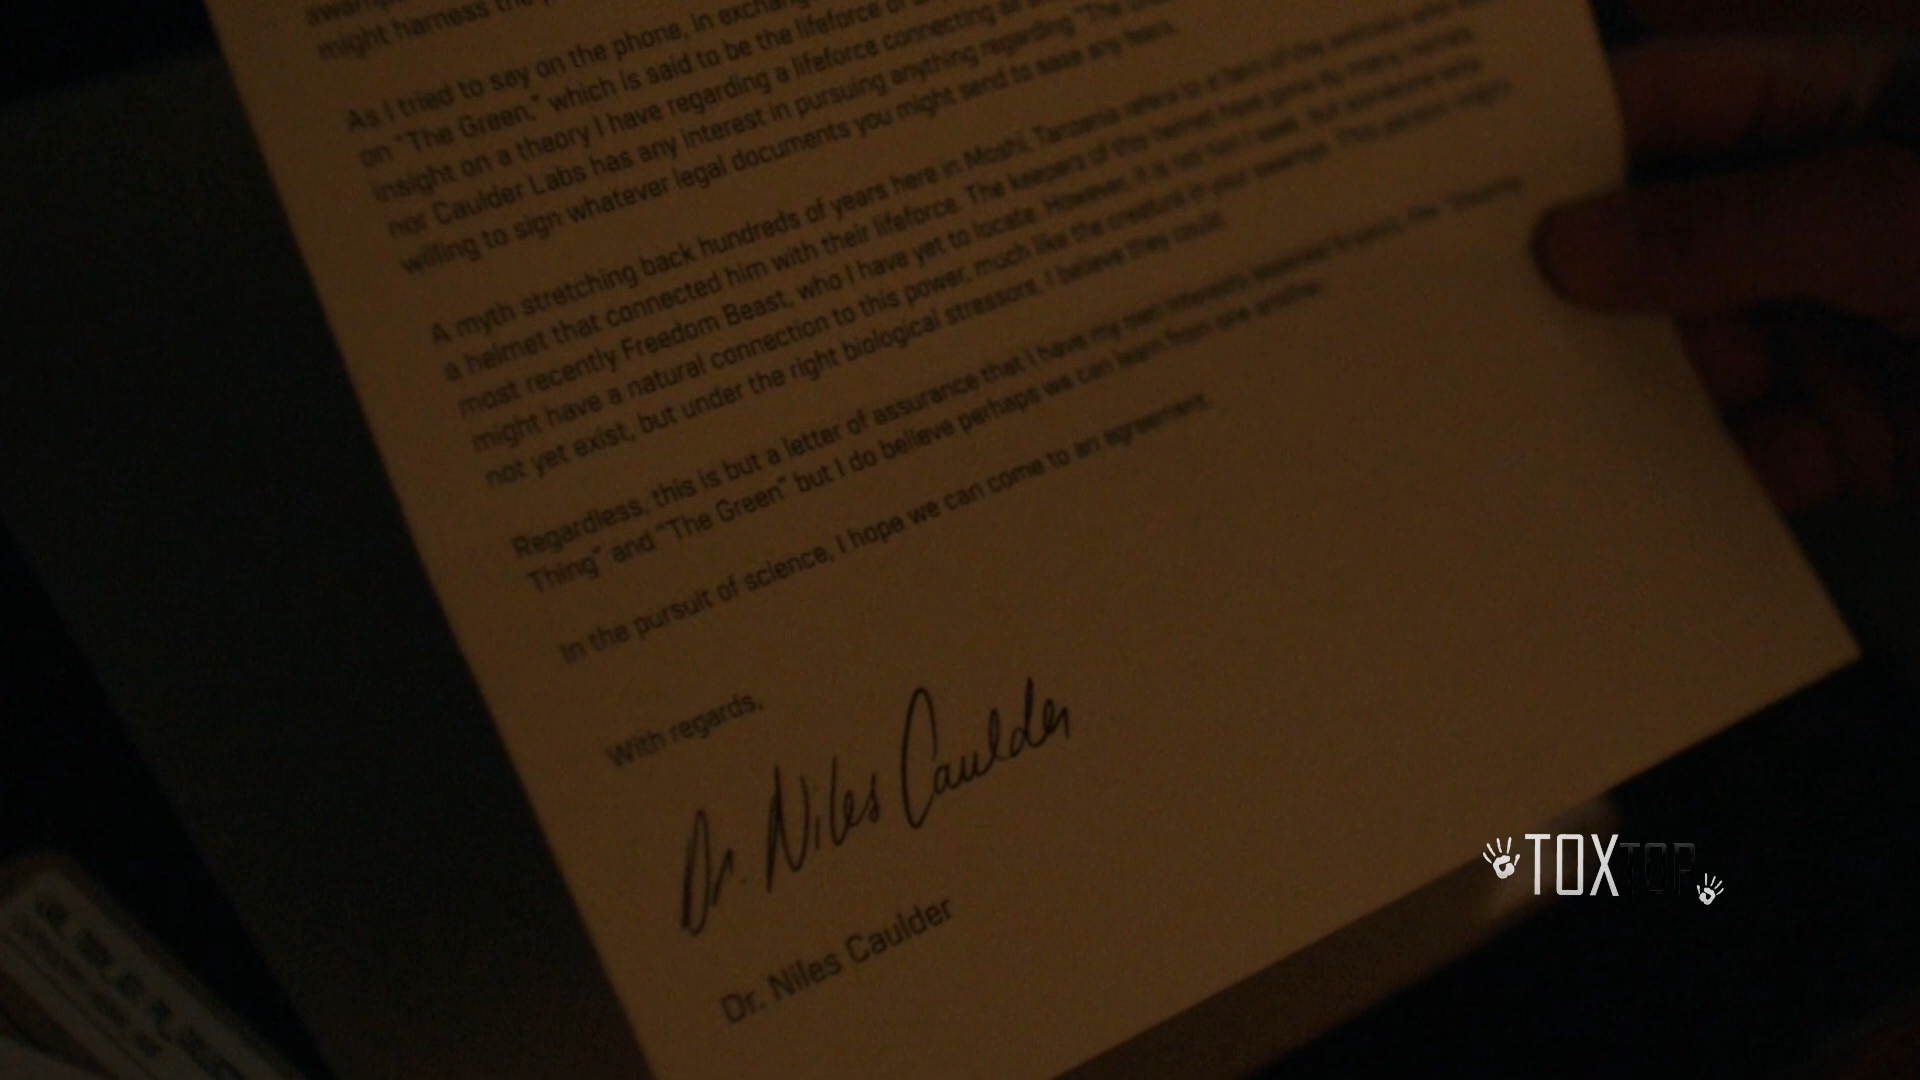 might harness the
As I tried to say on the phone, in exchange
on "The Green," which is said to be the lifeforce of
insight on a theory I have regarding a lifeforce connecting all
nor Caulder Labs has any interest in pursuing anything regarding "The
willing to sign whatever legal documents you might send to ease any fears.
A myth stretching back hundreds of years here in Moshi, Tanzania refers to a hero of the animals who
a helmet that connected him with their lifeforce. The keepers of this helmet have gone by many names,
most recently Freedom Beast, who I have yet to locate. However, it is not him I seek, but someone who
might have a natural connection to this power, much like the creature in your swamps. This person might
not yet exist, but under the right biological stressors, I believe they could.
Regardless, this is but a letter of assurance that I have my own interests separate from "Swamp
Thing" and "The Green" but I do believe perhaps we can learn from one another.
In the pursuit of science, I hope we can come to an agreement.
With regards,
Dr. Niles Caulder
Dr. Niles Caulder
TOXTOP